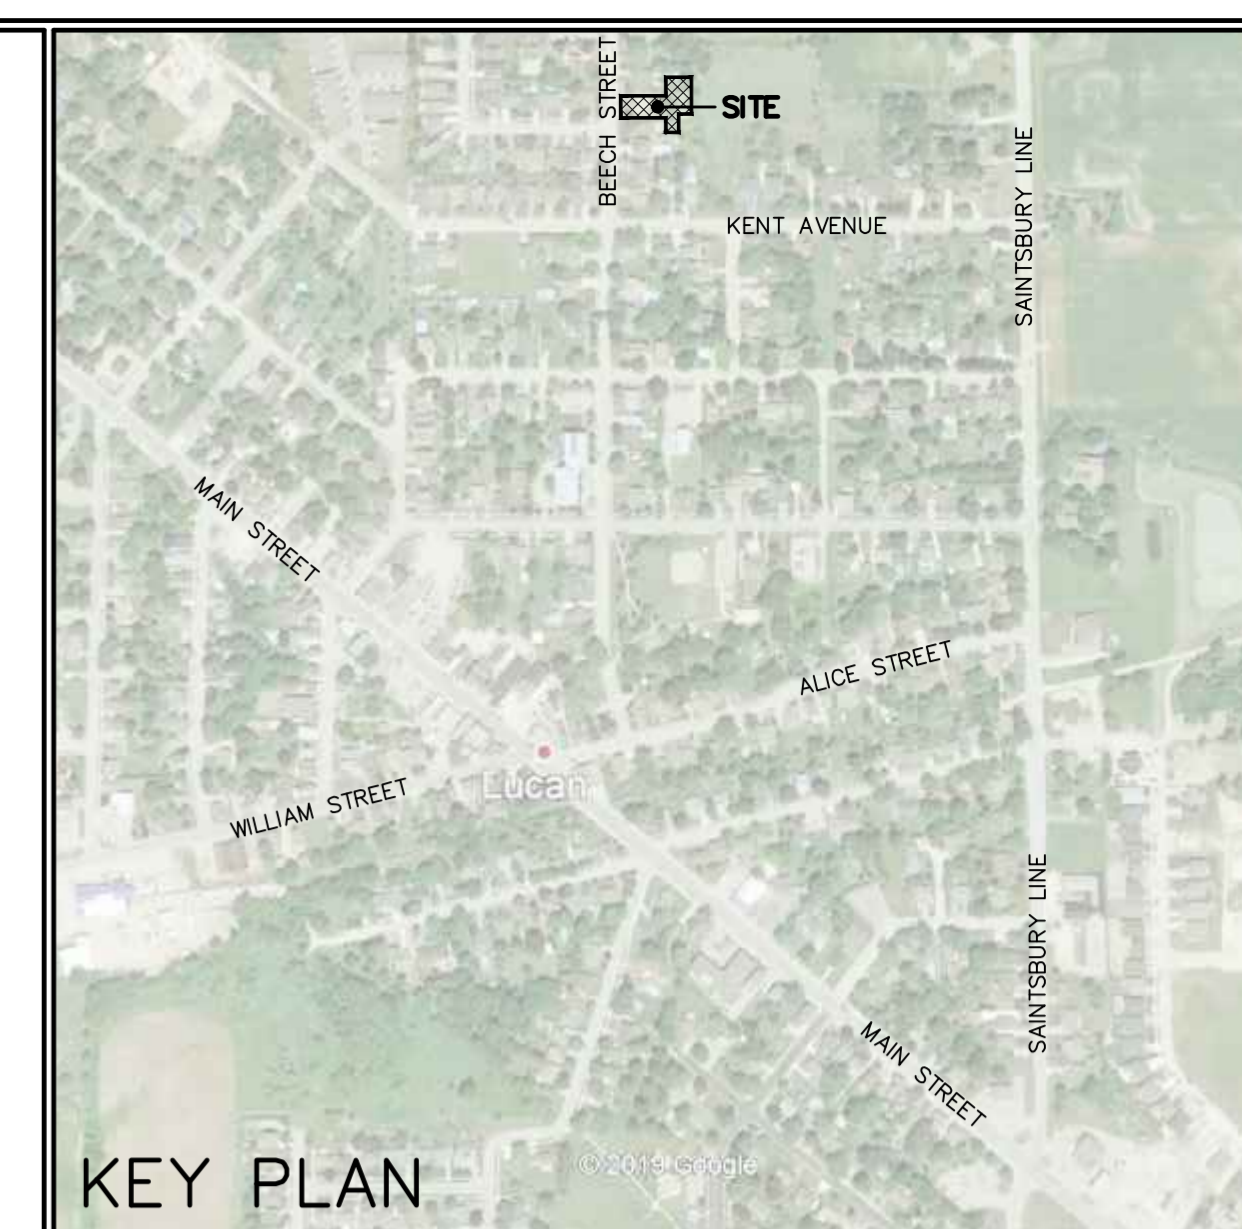 BEECH STREET
SITE
SAINTSBURY LINE
KENT AVENUE
MAIN STREET
ALICE STREET
Lucan
WILLIAM STREET
SAINTSBURY LINE
MAIN STREET
KEY PLAN
©2019 Google